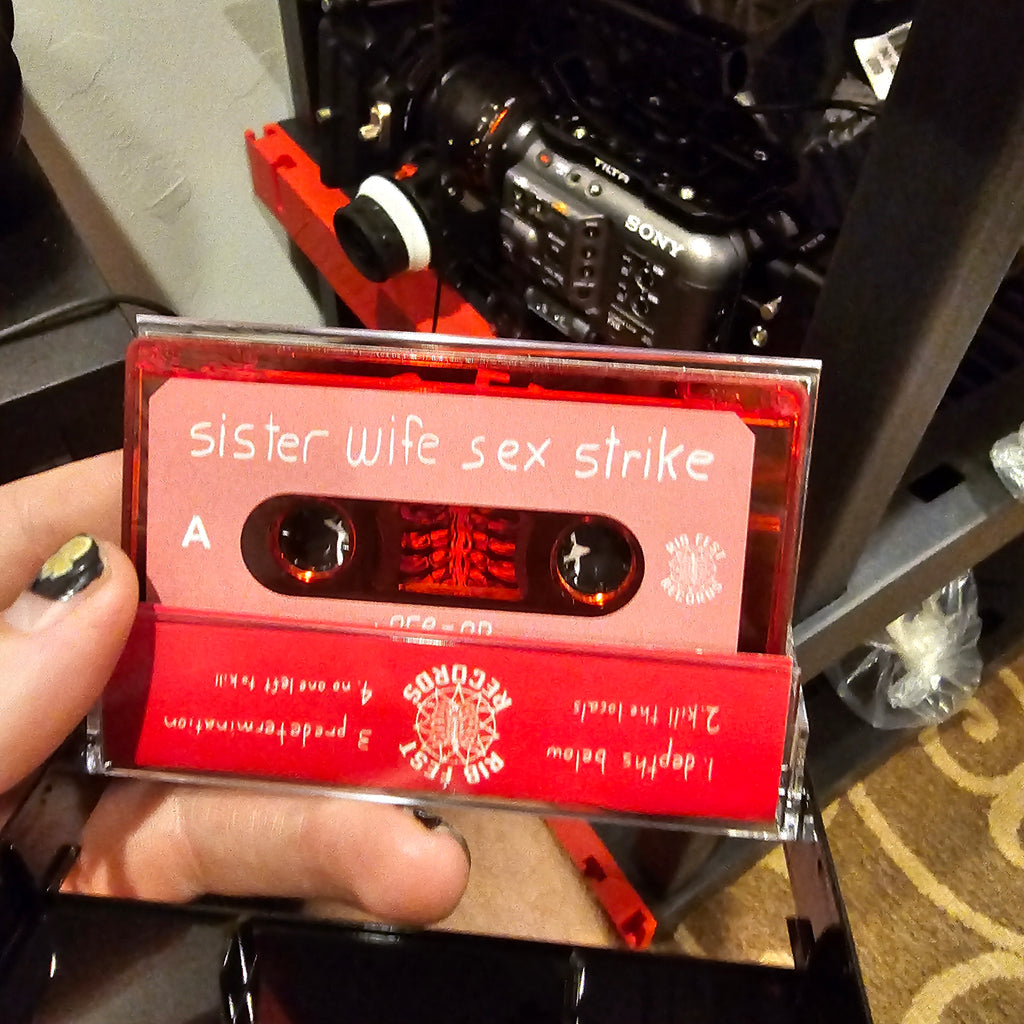 TILTA
SONY
sister wife sex strike
A
RIB FEST
RECORDS
1. depths below
2. kill the locals
RIB FEST
RECORDS
3 predetermination
4. no one left to kill